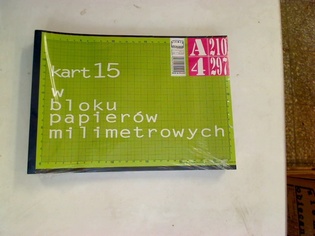 kart 15
w
bloku
papierów
milimetrowych
A 210
4 297